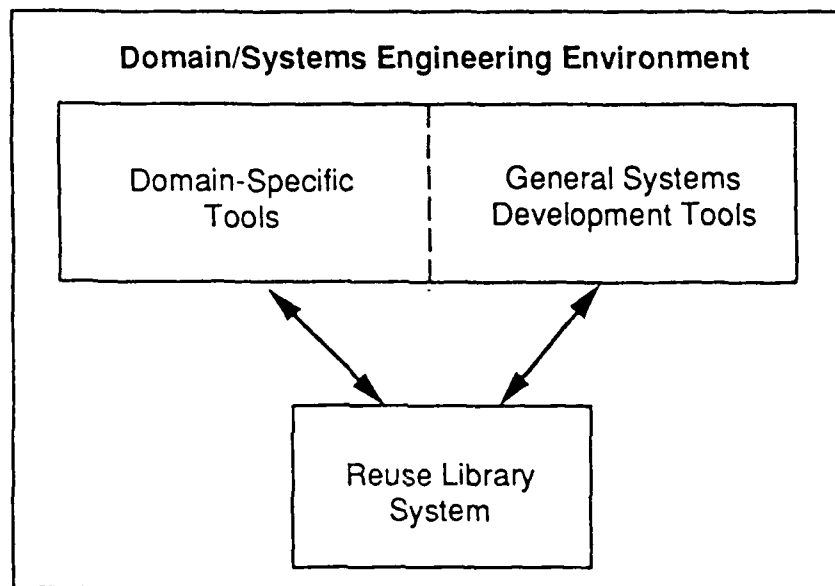 Domain/Systems Engineering Environment
Domain-Specific
Tools
General Systems
Development Tools
Reuse Library
System